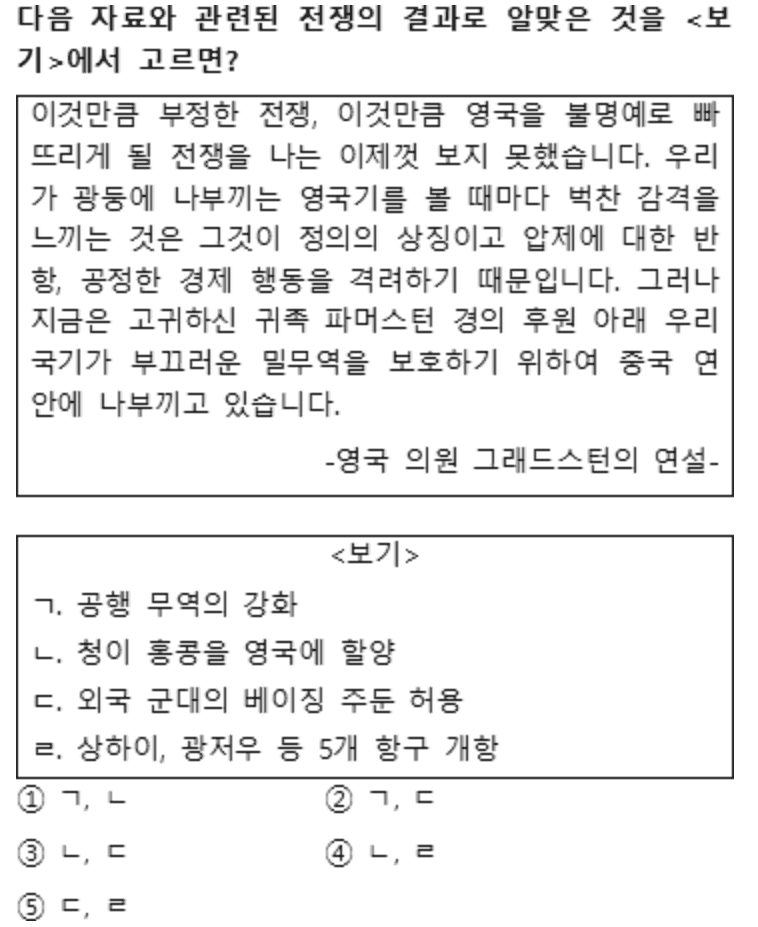 다음 자료와 관련된 전쟁의 결과로 알맞은 것을 <보
기>에서 고르면?
이것만큼 부정한 전쟁, 이것만큼 영국을 불명예로 빠
뜨리게 될 전쟁을 나는 이제껏 보지 못했습니다. 우리
가 광둥에 나부끼는 영국기를 볼 때마다 벅찬 감격을
느끼는 것은 그것이 정의의 상징이고 압제에 대한 반
항, 공정한 경제 행동을 격려하기 때문입니다. 그러나
지금은 고귀하신 귀족 파머스턴 경의 후원 아래 우리
국기가 부끄러운 밀무역을 보호하기 위하여 중국 연
안에 나부끼고 있습니다.
-영국 의원 그래드스턴의 연설-
<보기>
ㄱ. 공행 무역의 강화
ㄴ. 청이 홍콩을 영국에 할양
ㄷ. 외국 군대의 베이징 주둔 허용
ㄹ. 상하이, 광저우 등 5개 항구 개항
① ㄱ, ㄴ ② ㄱ, ㄷ
③ ㄴ, ㄷ ④ ㄴ, ㄹ
⑤ ㄷ, ㄹ